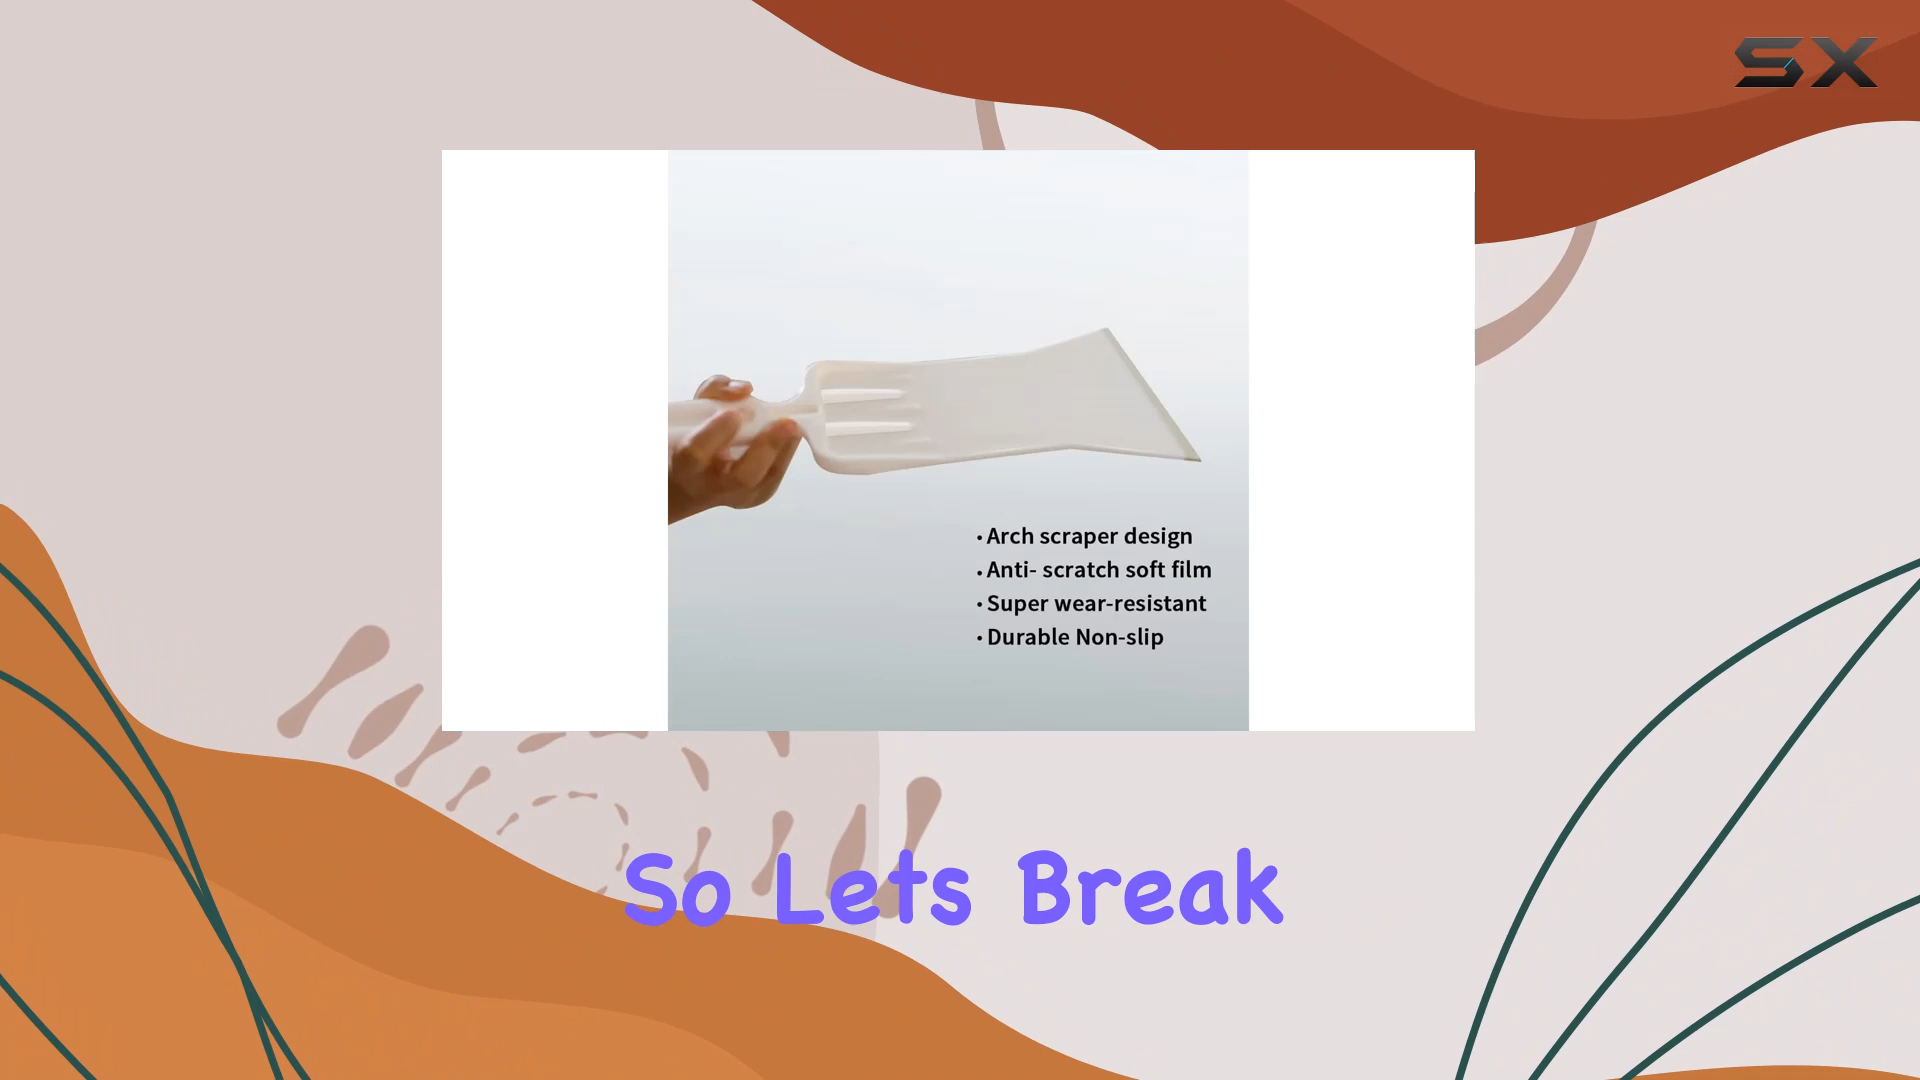 SX
• Arch scraper design
• Anti- scratch soft film
• Super wear-resistant
• Durable Non-slip
So Lets Break